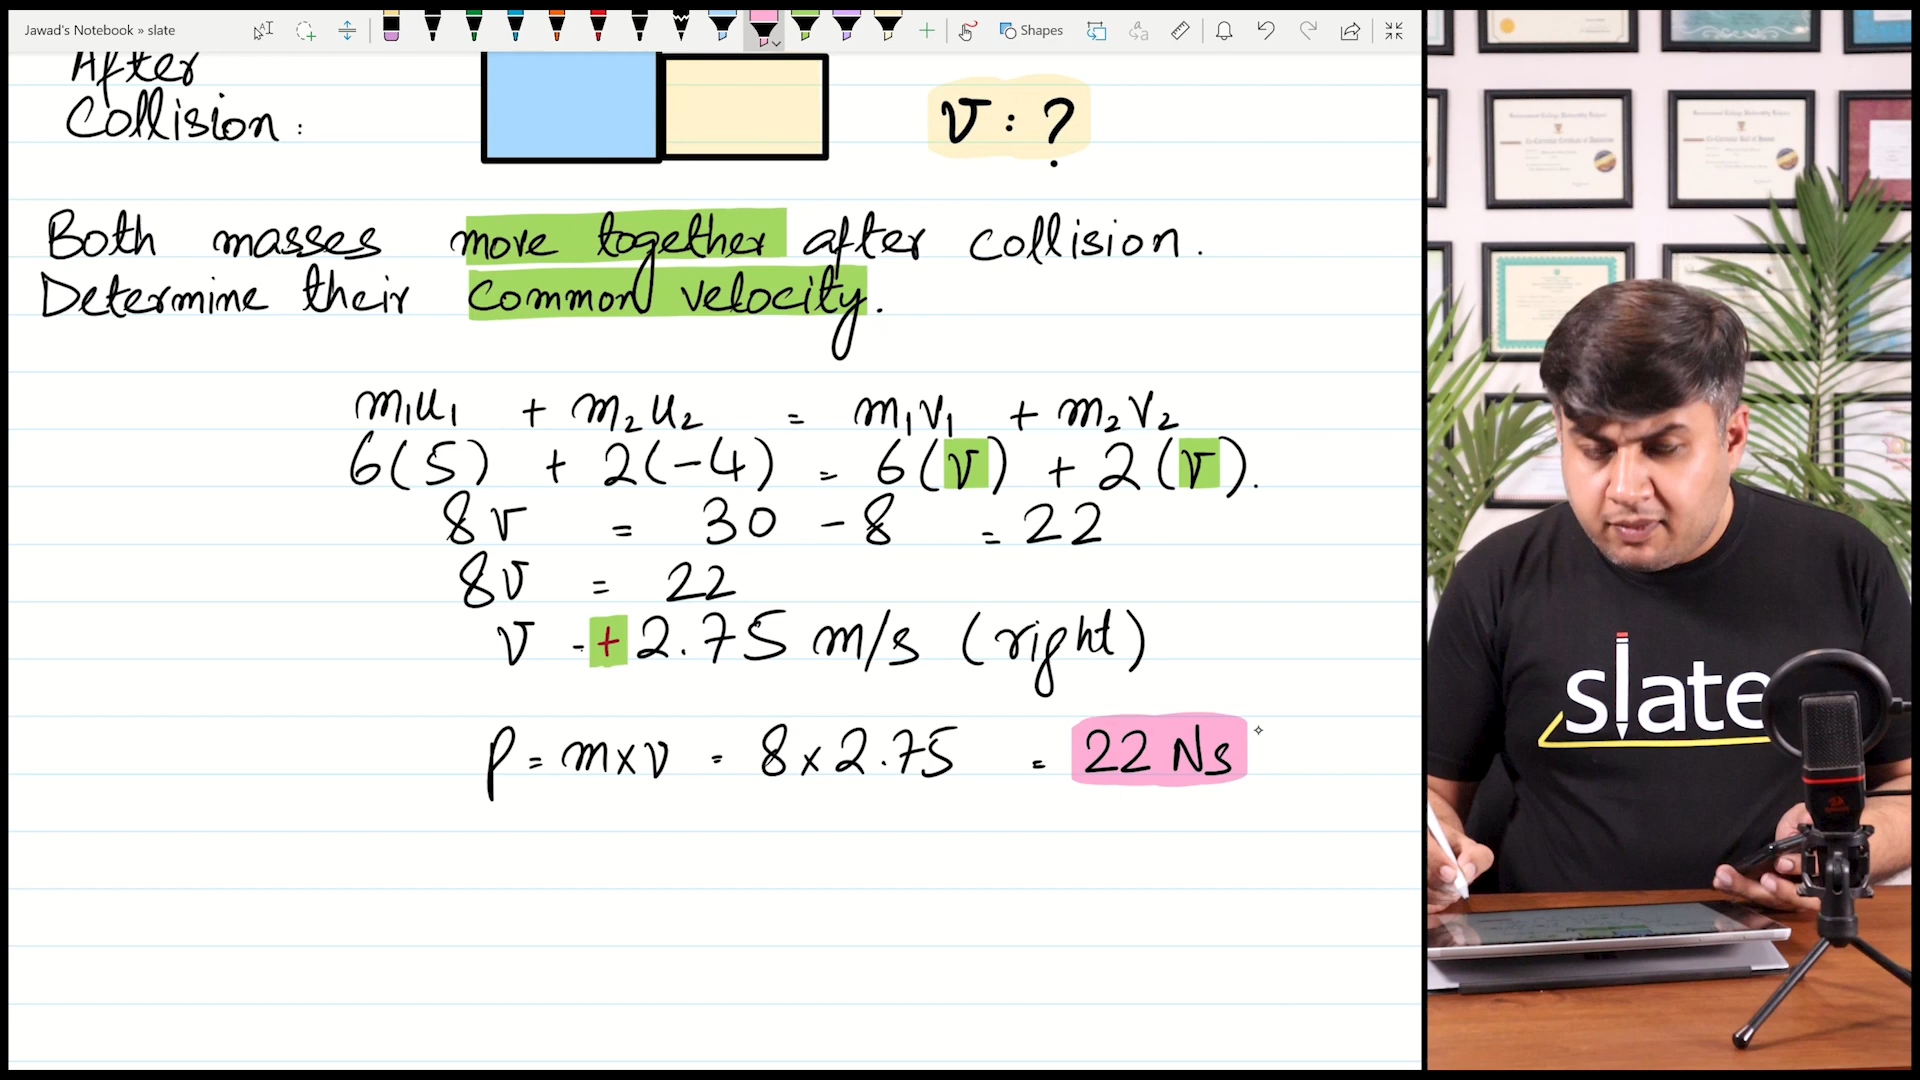 Jawad's Notebook » slate
Shapes
After
Collision :
v : ?
Both masses move together after collision.
Determine their common velocity.
m₁u₁ + m₂u₂ = m₁v₁ + m₂v₂
6(5) + 2(-4) = 6(v) + 2(v).
8v = 30 - 8 = 22
8v = 22
v = +2.75 m/s (right)
p = m×v = 8×2.75 = 22 Ns
slate